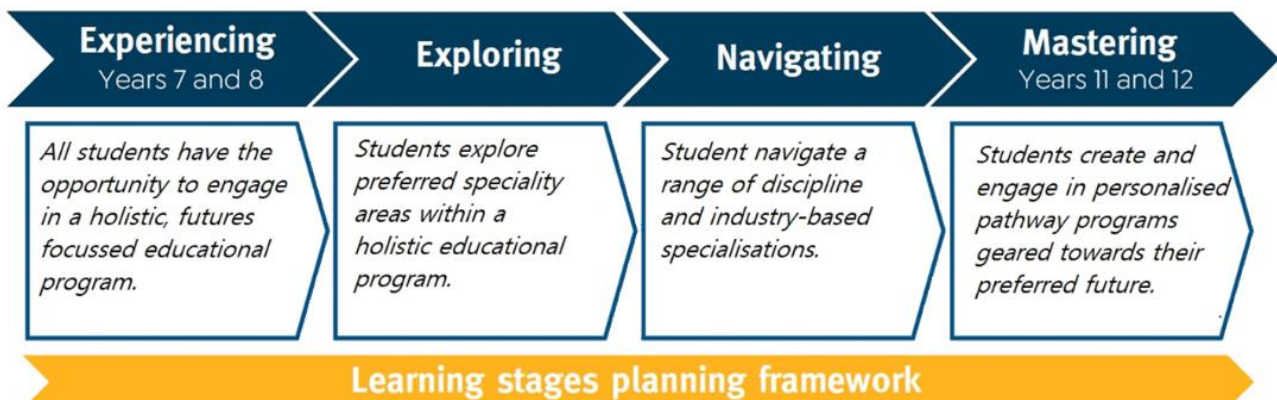 Experiencing
Years 7 and 8
Exploring
Navigating
Mastering
Years 11 and 12
All students have the
opportunity to engage
in a holistic, futures
focussed educational
program.
Students explore
preferred speciality
areas within a
holistic educational
program.
Student navigate a
range of discipline
and industry-based
specialisations.
Students create and
engage in personalised
pathway programs
geared towards their
preferred future.
Learning stages planning framework